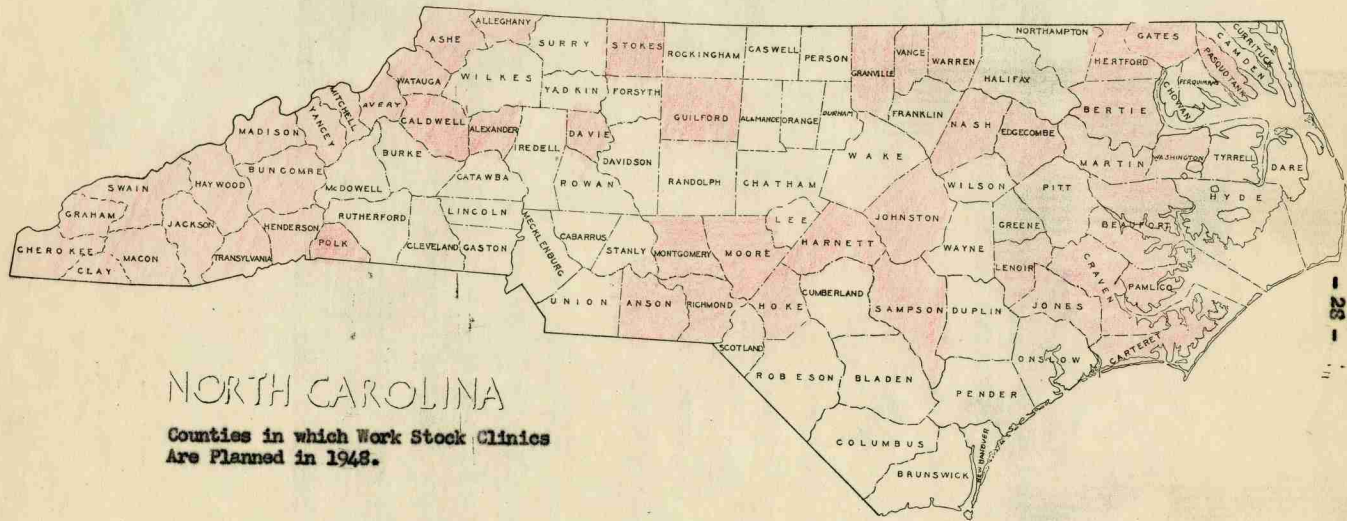 ALLEGHANY
ASHE
SURRY
STOKES
ROCKINGHAM
CASWELL
PERSON
GRANVILLE
VANCE
WARREN
NORTHAMPTON
HERTFORD
GATES
CURRITUCK
CAMDEN
PASQUOTANK
PERQUIMANS
CHOWAN
WATAUGA
WILKES
YADKIN
FORSYTH
GUILFORD
ALAMANCE
ORANGE
DURHAM
FRANKLIN
HALIFAX
BERTIE
MITCHELL
AVERY
YANCEY
CALDWELL
ALEXANDER
DAVIE
DAVIDSON
WAKE
NASH
EDGECOMBE
MARTIN
WASHINGTON
TYRRELL
DARE
MADISON
BURKE
REDELL
RANDOLPH
CHATHAM
WILSON
PITT
HYDE
SWAIN
HAYWOOD
BUNCOMBE
McDOWELL
CATAWBA
ROWAN
JOHNSTON
GREENE
BEAUFORT
GRAHAM
JACKSON
HENDERSON
RUTHERFORD
LINCOLN
MECKLENBURG
CABARRUS
STANLY
MONTGOMERY
MOORE
LEE
HARNETT
WAYNE
LENOIR
CRAVEN
PAMLICO
CHEROKEE
CLAY
MACON
TRANSYLVANIA
POLK
CLEVELAND
GASTON
UNION
ANSON
RICHMOND
HOKE
CUMBERLAND
SAMPSON
DUPLIN
JONES
CARTERET
SCOTLAND
ROBESON
BLADEN
PENDER
ONSLOW
COLUMBUS
BRUNSWICK
NEW HANOVER
- 28 -
NORTH CAROLINA
Counties in which Work Stock Clinics
Are Planned in 1948.